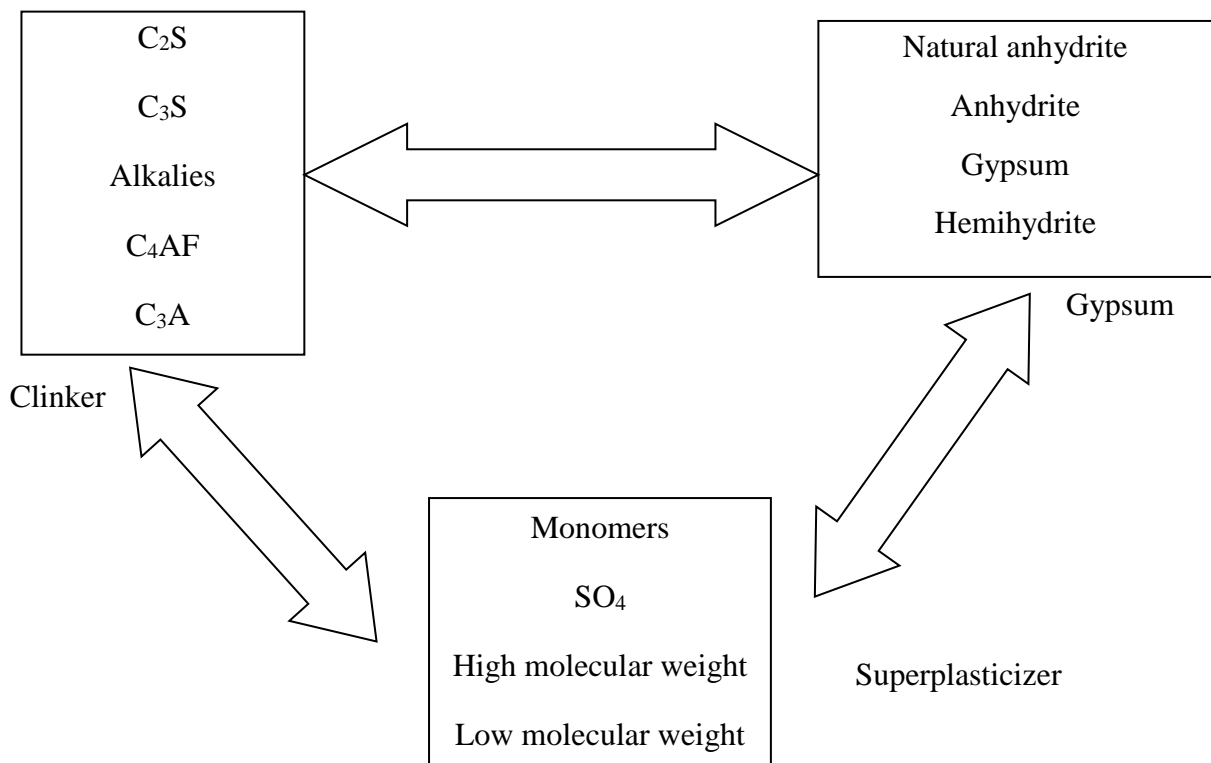 C₂S
C₃S
Alkalies
C₄AF
C₃A
Clinker
Natural anhydrite
Anhydrite
Gypsum
Hemihydrite
Gypsum
Monomers
SO₄
High molecular weight
Low molecular weight
Superplasticizer